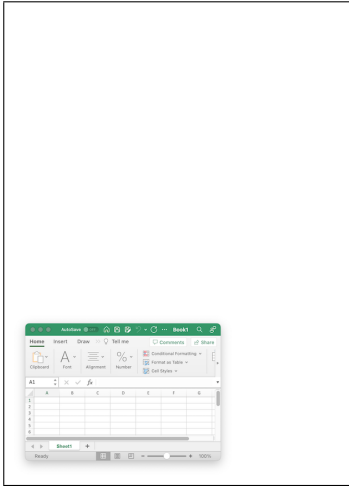 AutoSave Book1
Home Insert Draw Tell me Comments Share
Clipboard Font Alignment Number Conditional Formatting
Format as Table
Cell Styles
A1 fx
A B C D E F G
1
2
3
4
5
6
Sheet1 +
Ready 100%